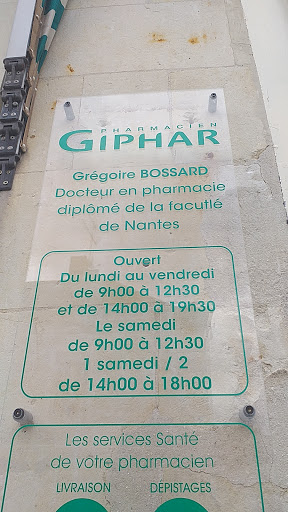 PHARMACIEN
GIPHAR
Grégoire BOSSARD
Docteur en pharmacie
diplômé de la facutlé
de Nantes
Ouvert
Du lundi au vendredi
de 9h00 à 12h30
et de 14h00 à 19h30
Le samedi
de 9h00 à 12h30
1 samedi / 2
de 14h00 à 18h00
Les services Santé
de votre pharmacien
LIVRAISON DÉPISTAGES